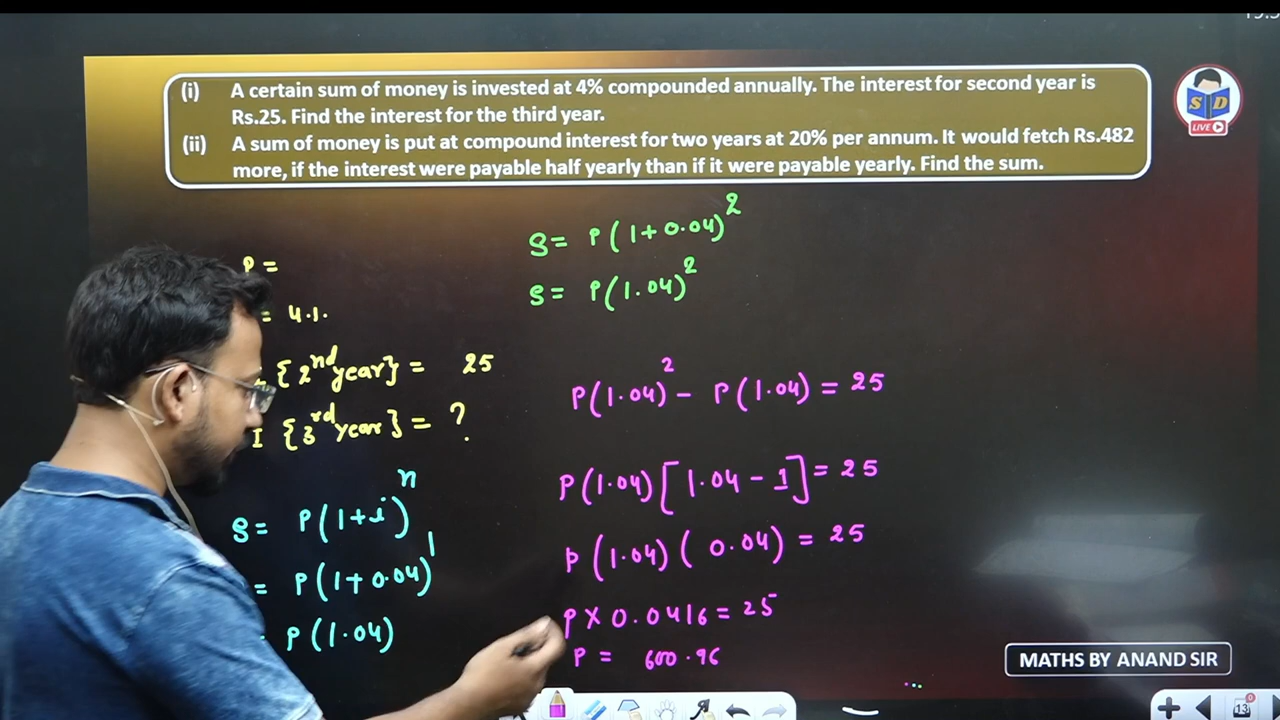 (i) A certain sum of money is invested at 4% compounded annually. The interest for second year is
Rs.25. Find the interest for the third year.
(ii) A sum of money is put at compound interest for two years at 20% per annum. It would fetch Rs.482
more, if the interest were payable half yearly than if it were payable yearly. Find the sum.
SD
LIVE
P =
= 4.1.
{2nd year} = 25
I {3rd year} = ?
S = P(1+i)^n
= P(1+0.04)^1
P(1.04)
S = P(1+0.04)^2
S = P(1.04)^2
P(1.04)^2 - P(1.04) = 25
P(1.04)[1.04 - 1] = 25
P(1.04)(0.04) = 25
P X 0.0416 = 25
P = 600.96
MATHS BY ANAND SIR
13